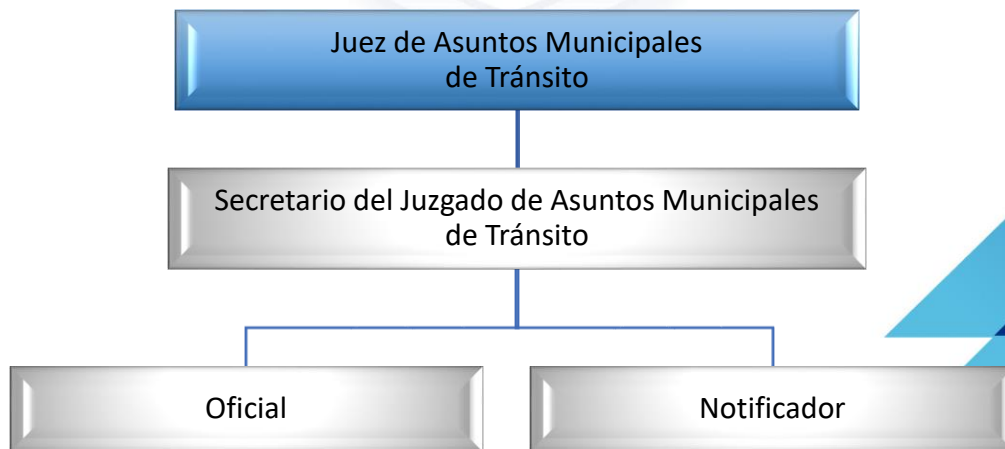 Juez de Asuntos Municipales
de Tránsito
Secretario del Juzgado de Asuntos Municipales
de Tránsito
Oficial
Notificador